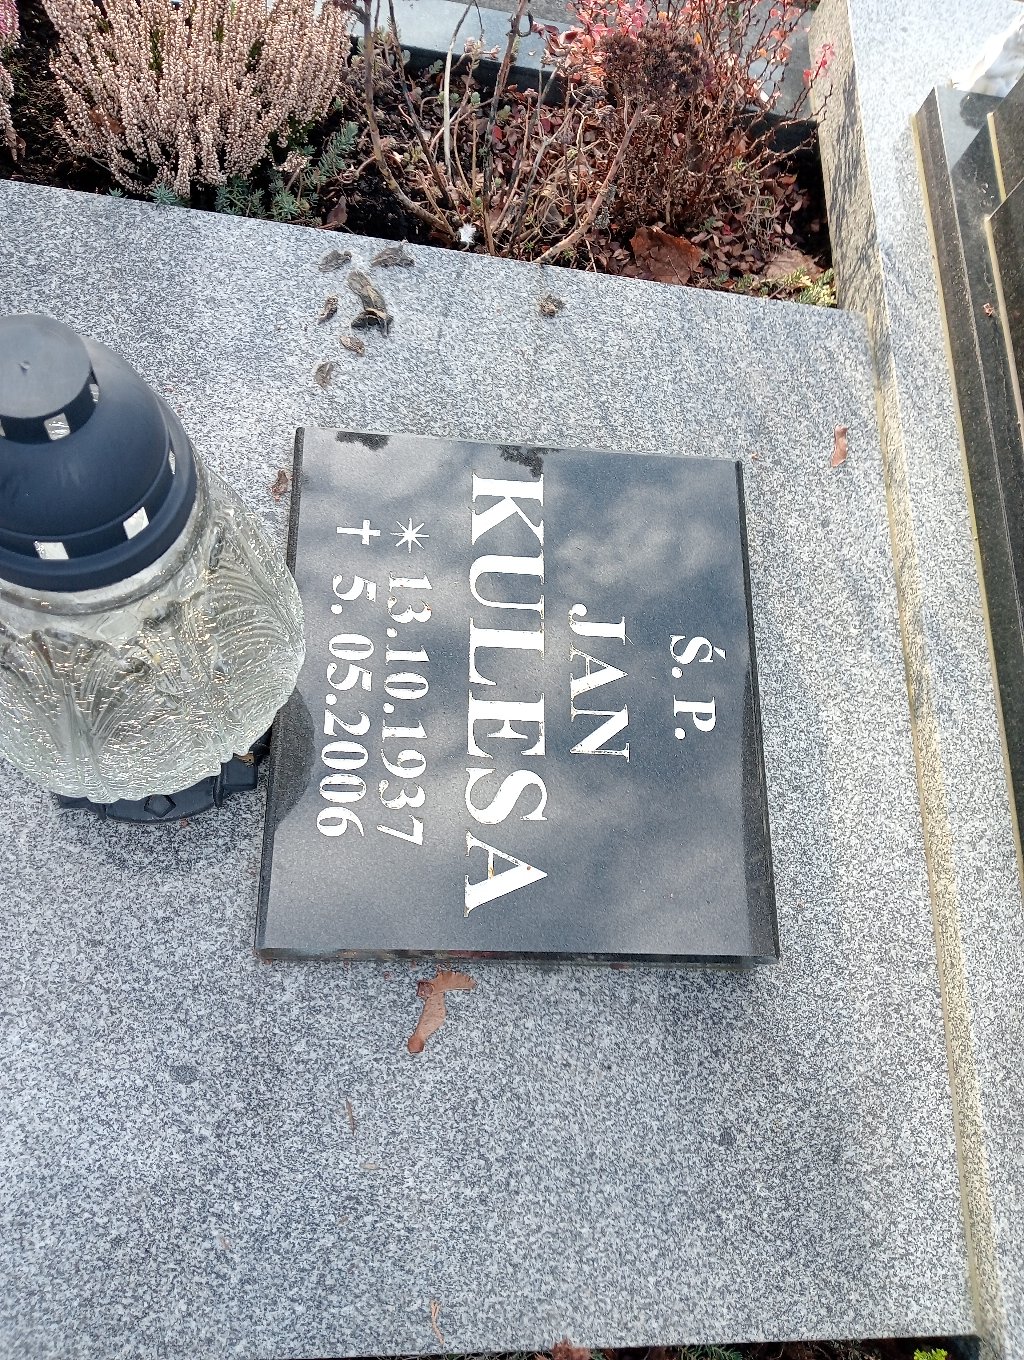 Ś.P.
JAN
KULESA
* 13.10.1937
† 5.05.2006